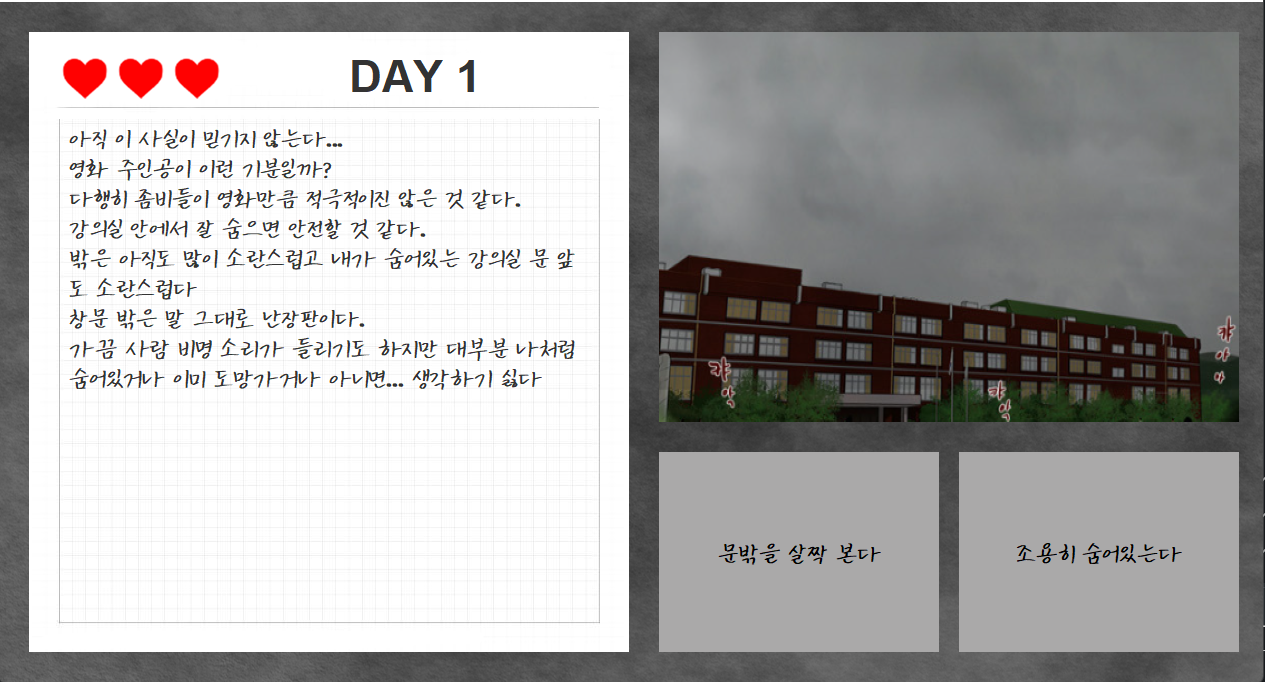 DAY 1
아직 이 사실이 믿기지 않는다...
영화 주인공이 이런 기분일까?
다행히 좀비들이 영화만큼 적극적이진 않은 것 같다.
강의실 안에서 잘 숨으면 안전할 것 같다.
밖은 아직도 많이 소란스럽고 내가 숨어있는 강의실 문 앞
도 소란스럽다
창문 밖은 말 그대로 난장판이다.
가끔 사람 비명 소리가 들리기도 하지만 대부분 나처럼
숨어있거나 이미 도망가거나 아니면... 생각하기 싫다
캬악
캬악
캬아아
문밖을 살짝 본다
조용히 숨어있는다